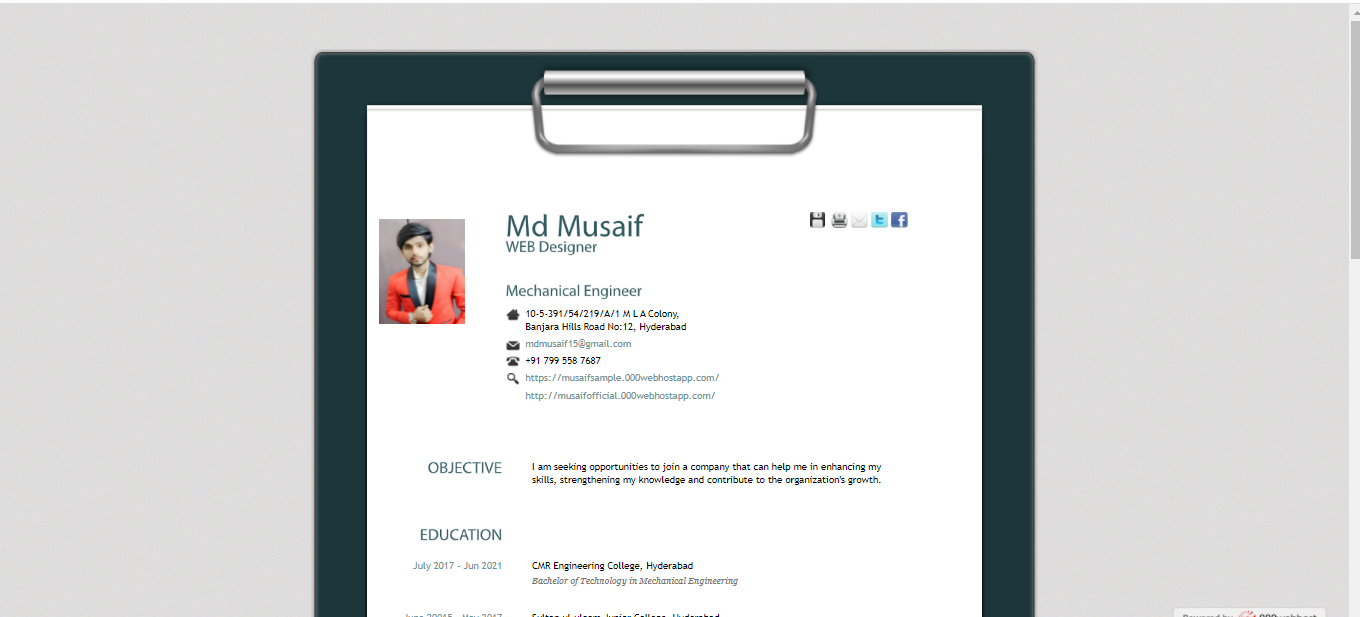 Md Musaif
WEB Designer
Mechanical Engineer
10-5-391/54/219/A/1 M L A Colony,
Banjara Hills Road No:12, Hyderabad
mdmusaif15@gmail.com
+91 799 558 7687
https://musaifsample.000webhostapp.com/
http://musaifofficial.000webhostapp.com/
OBJECTIVE
I am seeking opportunities to join a company that can help me in enhancing my
skills, strengthening my knowledge and contribute to the organization's growth.
EDUCATION
July 2017 - Jun 2021
CMR Engineering College, Hyderabad
Bachelor of Technology in Mechanical Engineering